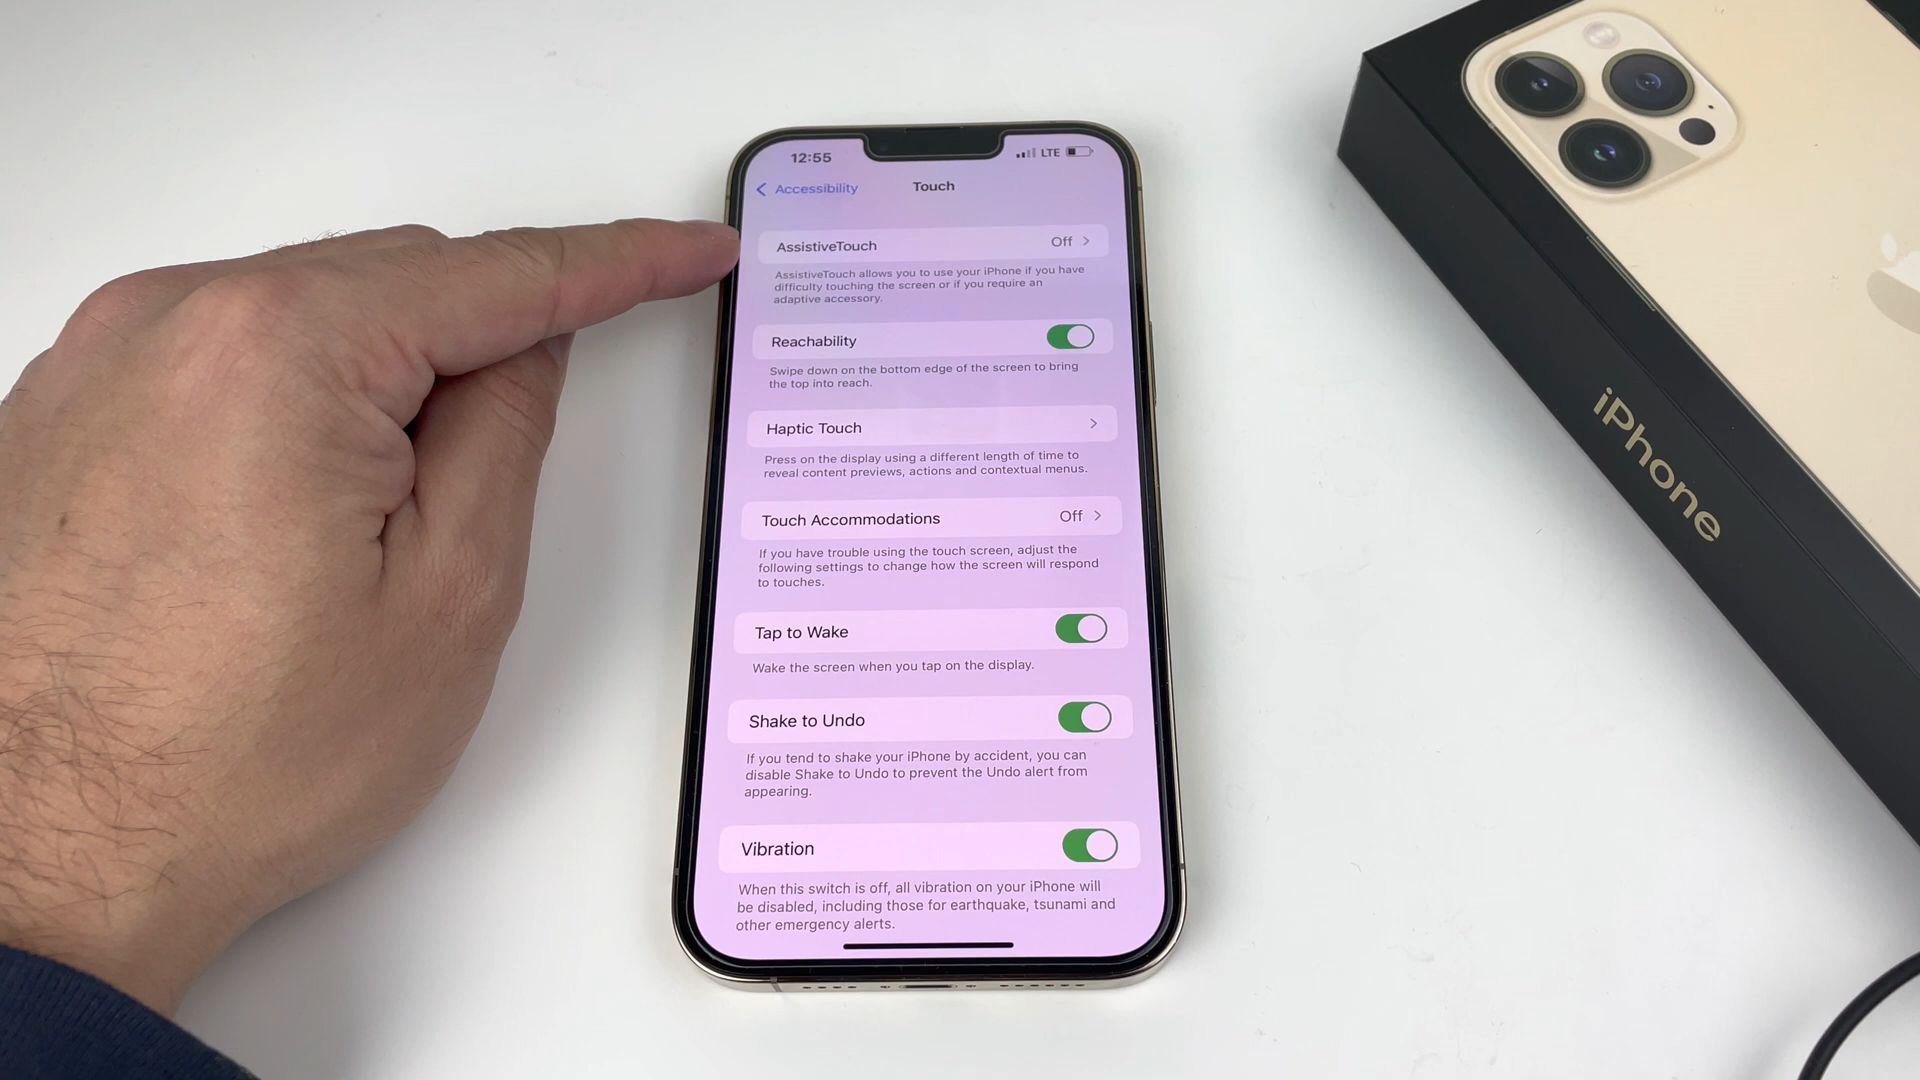 12:55
LTE
Accessibility
Touch
AssistiveTouch Off
AssistiveTouch allows you to use your iPhone if you have
difficulty touching the screen or if you require an
adaptive accessory.
Reachability
Swipe down on the bottom edge of the screen to bring
the top into reach.
Haptic Touch
Press on the display using a different length of time to
reveal content previews, actions and contextual menus.
Touch Accommodations Off
If you have trouble using the touch screen, adjust the
following settings to change how the screen will respond
to touches.
Tap to Wake
Wake the screen when you tap on the display.
Shake to Undo
If you tend to shake your iPhone by accident, you can
disable Shake to Undo to prevent the Undo alert from
appearing.
Vibration
When this switch is off, all vibration on your iPhone will
be disabled, including those for earthquake, tsunami and
other emergency alerts.
iPhone